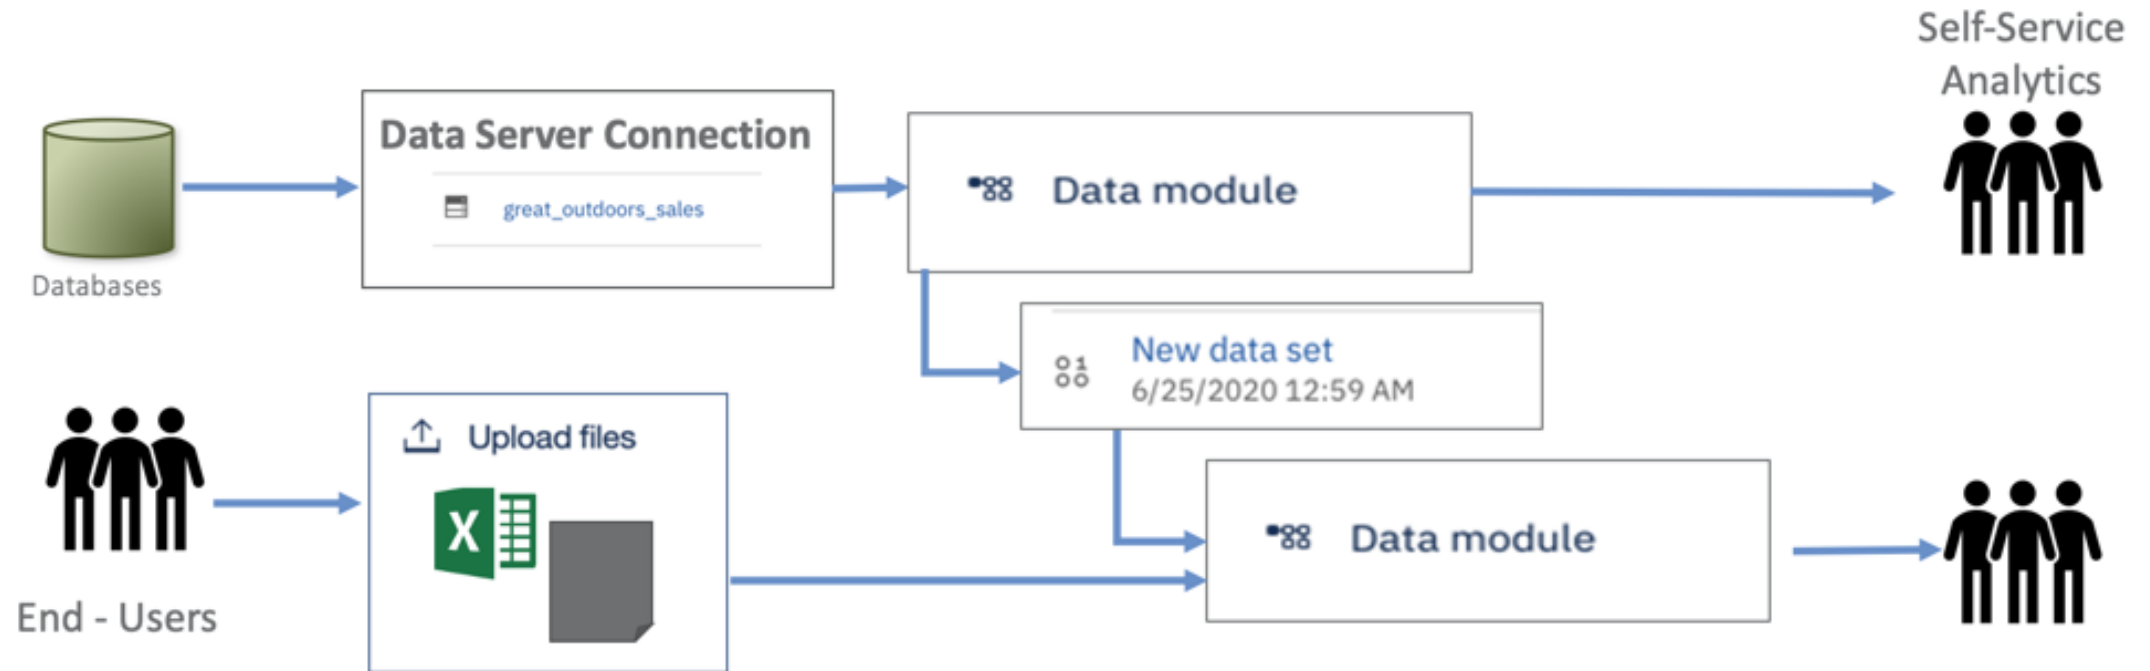 Self-Service
Analytics
Data Server Connection
great_outdoors_sales
Data module
Databases
New data set
6/25/2020 12:59 AM
Upload files
X
Data module
End - Users